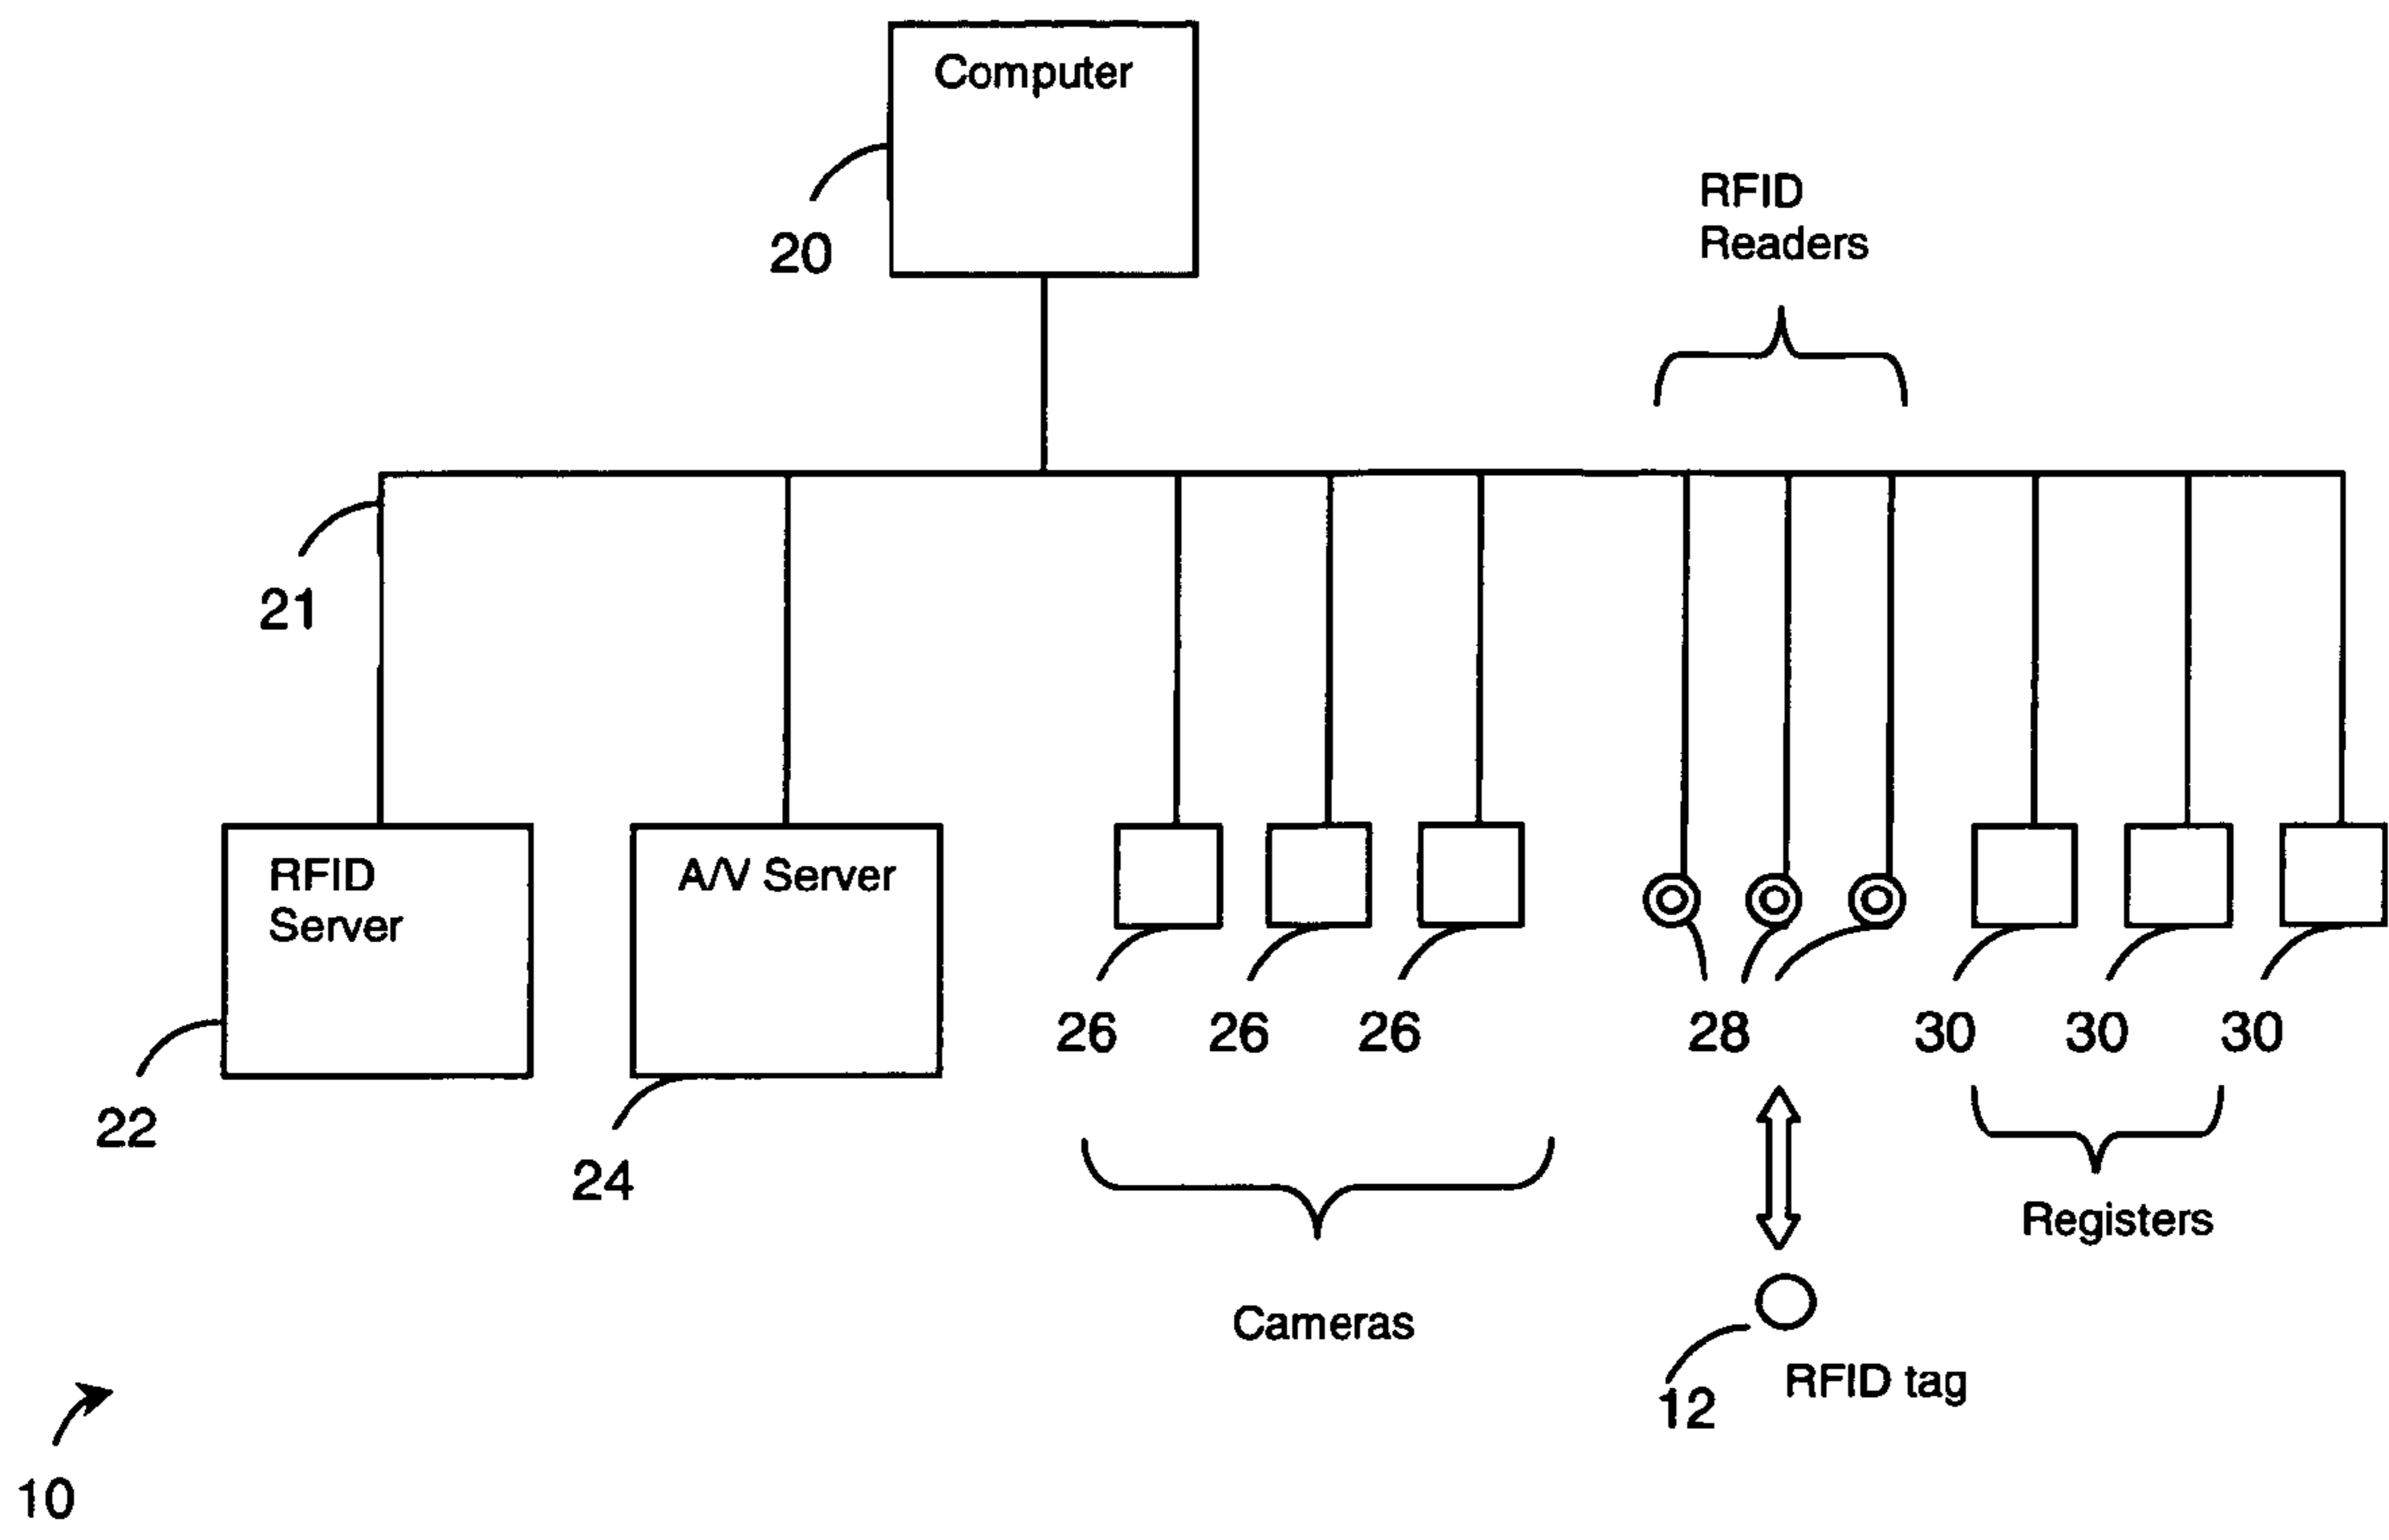 Computer
20
RFID
Readers
21
RFID
Server
A/V Server
22
24
26 26 26 28 30 30 30
Registers
Cameras
12
RFID tag
10